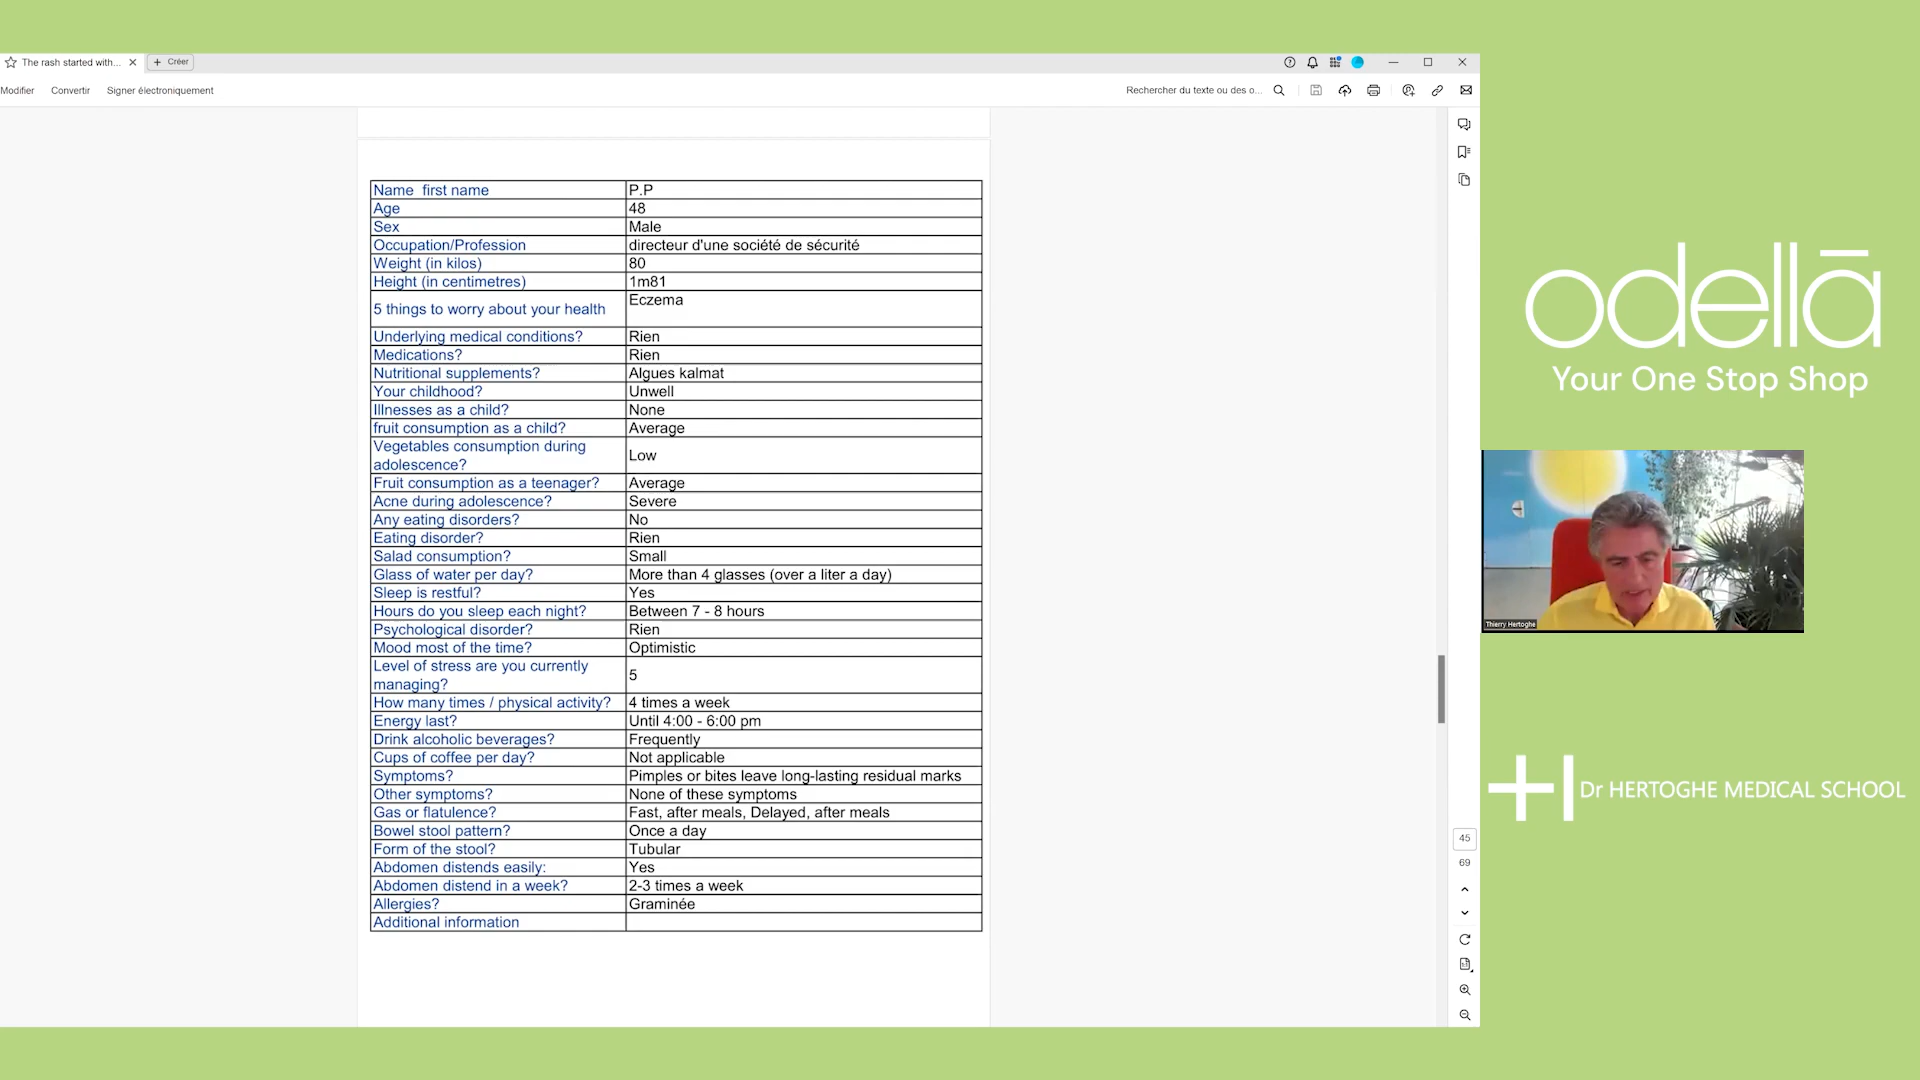 The rash started with...
Créer
Modifier
Convertir
Signer électroniquement
Rechercher du texte ou des o...
Name first name P.P
Age 48
Sex Male
Occupation/Profession directeur d'une société de sécurité
Weight (in kilos) 80
Height (in centimetres) 1m81
5 things to worry about your health Eczema
Underlying medical conditions? Rien
Medications? Rien
Nutritional supplements? Algues kalmat
Your childhood? Unwell
Illnesses as a child? None
fruit consumption as a child? Average
Vegetables consumption during
adolescence? Low
Fruit consumption as a teenager? Average
Acne during adolescence? Severe
Any eating disorders? No
Eating disorder? Rien
Salad consumption? Small
Glass of water per day? More than 4 glasses (over a liter a day)
Sleep is restful? Yes
Hours do you sleep each night? Between 7 - 8 hours
Psychological disorder? Rien
Mood most of the time? Optimistic
Level of stress are you currently
managing? 5
How many times / physical activity? 4 times a week
Energy last? Until 4:00 - 6:00 pm
Drink alcoholic beverages? Frequently
Cups of coffee per day? Not applicable
Symptoms? Pimples or bites leave long-lasting residual marks
Other symptoms? None of these symptoms
Gas or flatulence? Fast, after meals, Delayed, after meals
Bowel stool pattern? Once a day
Form of the stool? Tubular
Abdomen distends easily: Yes
Abdomen distend in a week? 2-3 times a week
Allergies? Graminée
Additional information
45
69
odellā
Your One Stop Shop
Thierry Hertoghe
Dr HERTOGHE MEDICAL SCHOOL